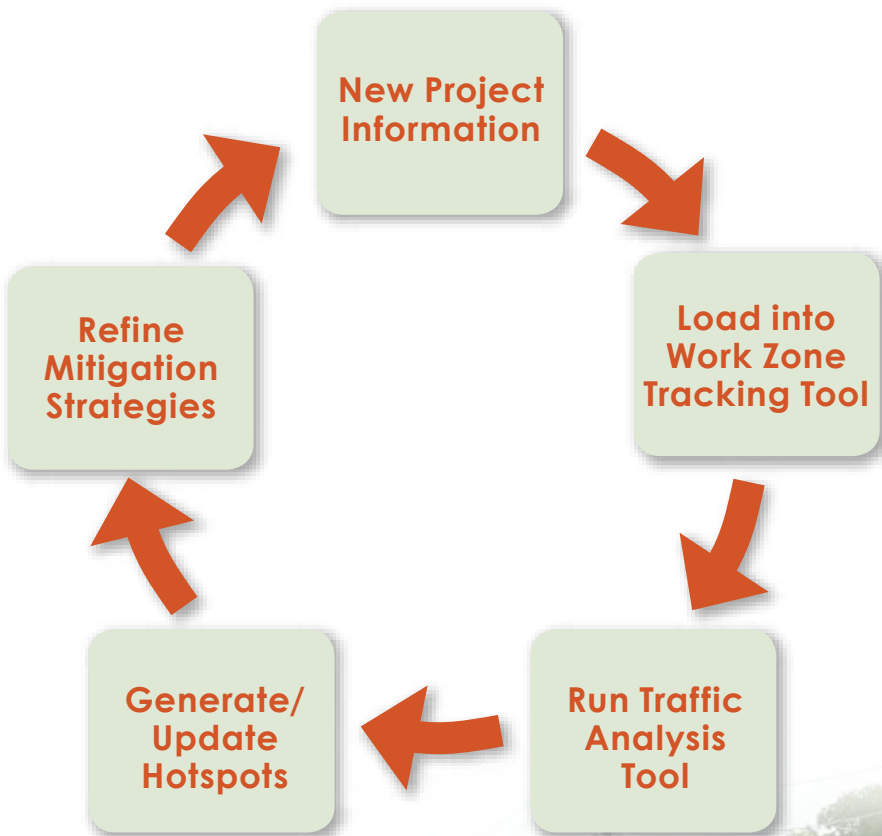 New Project
Information
Load into
Work Zone
Tracking Tool
Run Traffic
Analysis
Tool
Generate/
Update
Hotspots
Refine
Mitigation
Strategies